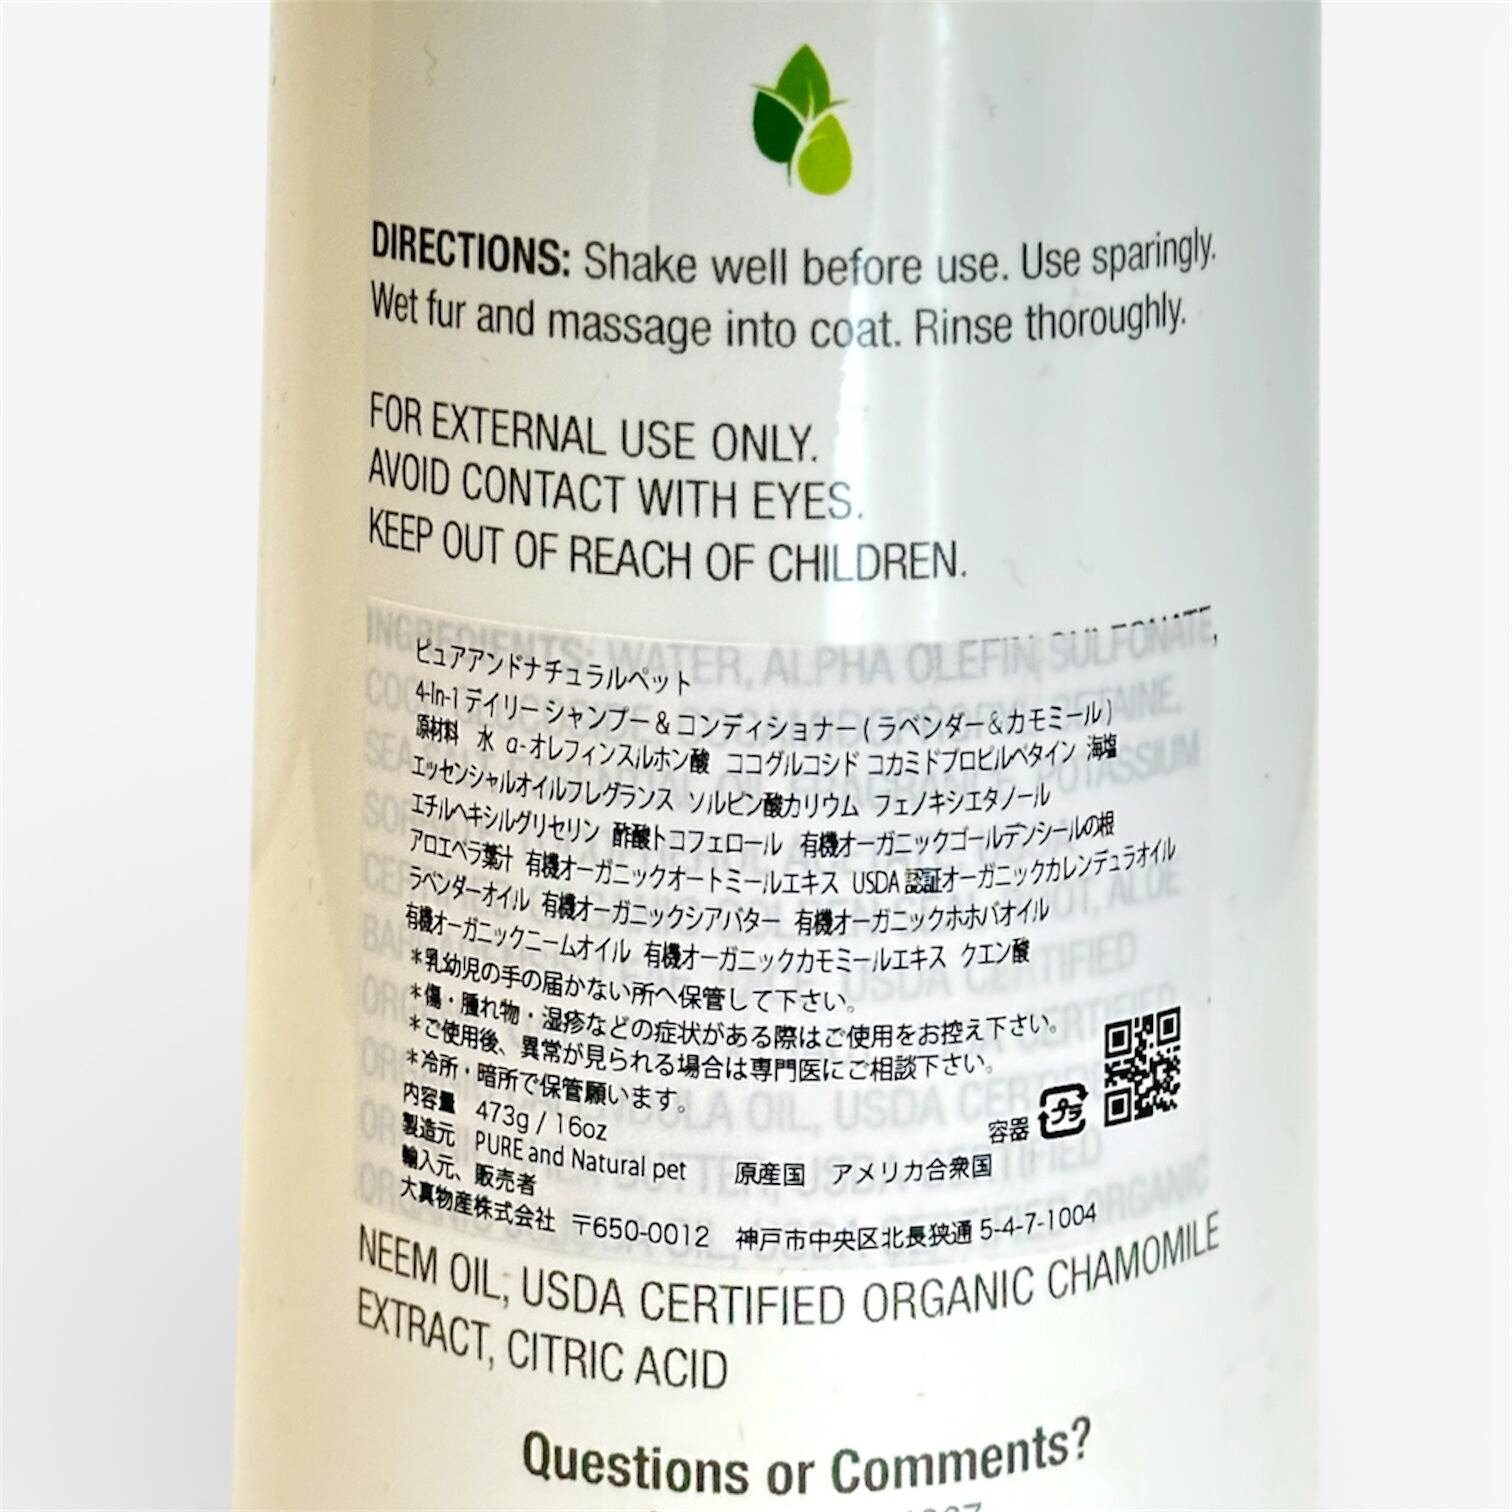 DIRECTIONS: Shake well before use. Use sparingly.
Wet fur and massage into coat. Rinse thoroughly.
FOR EXTERNAL USE ONLY.
AVOID CONTACT WITH EYES.
KEEP OUT OF REACH OF CHILDREN.
INGREDIENTS: WATER, ALPHA OLEFIN SULFONATE,
ピュアアンドナチュラルペット
4-In-1 デイリー シャンプー & コンディショナー ( ラベンダー & カモミール )
原材料 水 α-オレフィンスルホン酸 ココグルコシド コカミドプロピルベタイン 海塩
エッセンシャルオイルフレグランス ソルビン酸カリウム フェノキシエタノール
エチルヘキシルグリセリン 酢酸トコフェロール 有機オーガニックゴールデンシールの根
アロエベラ葉汁 有機オーガニックオートミールエキス USDA 認証オーガニックカレンデュラオイル
ラベンダーオイル 有機オーガニックシアバター 有機オーガニックホホバオイル
有機オーガニックニームオイル 有機オーガニックカモミールエキス クエン酸
*乳幼児の手の届かない所へ保管して下さい。
*傷・腫れ物・湿疹などの症状がある際はご使用をお控え下さい。
*ご使用後、異常が見られる場合は専門医にご相談下さい。
*冷所・暗所で保管願います。
内容量 473g / 16oz
容器 プラ
製造元 PURE and Natural pet 原産国 アメリカ合衆国
輸入元、販売者
大真物産株式会社 〒650-0012 神戸市中央区北長狭通 5-4-7-1004
NEEM OIL, USDA CERTIFIED ORGANIC CHAMOMILE
EXTRACT, CITRIC ACID
Questions or Comments?